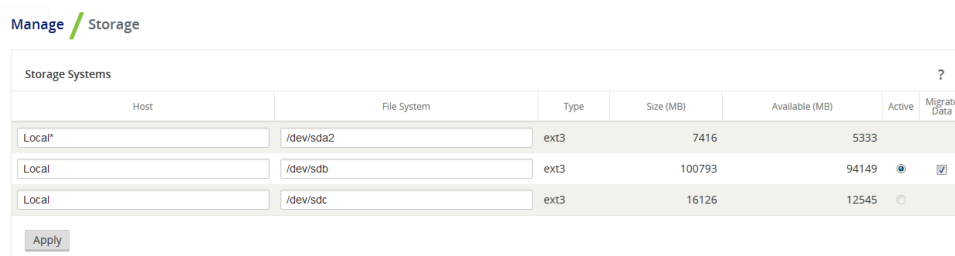 Manage / Storage
Storage Systems ?
Host File System Type Size (MB) Available (MB) Active Migrate Data
Local* /dev/sda2 ext3 7416 5333
Local /dev/sdb ext3 100793 94149
Local /dev/sdc ext3 16126 12545
Apply